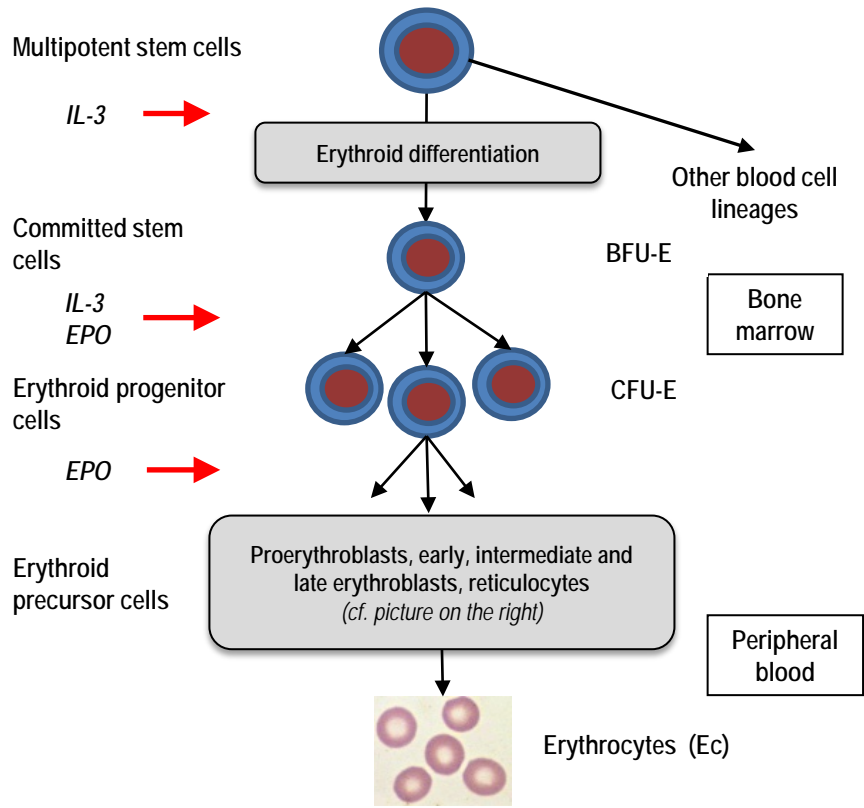 Multipotent stem cells
IL-3
Erythroid differentiation
Other blood cell
lineages
Committed stem
cells
BFU-E
IL-3
EPO
Bone
marrow
Erythroid progenitor
cells
CFU-E
EPO
Proerythroblasts, early, intermediate and
late erythroblasts, reticulocytes
(cf. picture on the right)
Erythroid
precursor cells
Peripheral
blood
Erythrocytes (Ec)